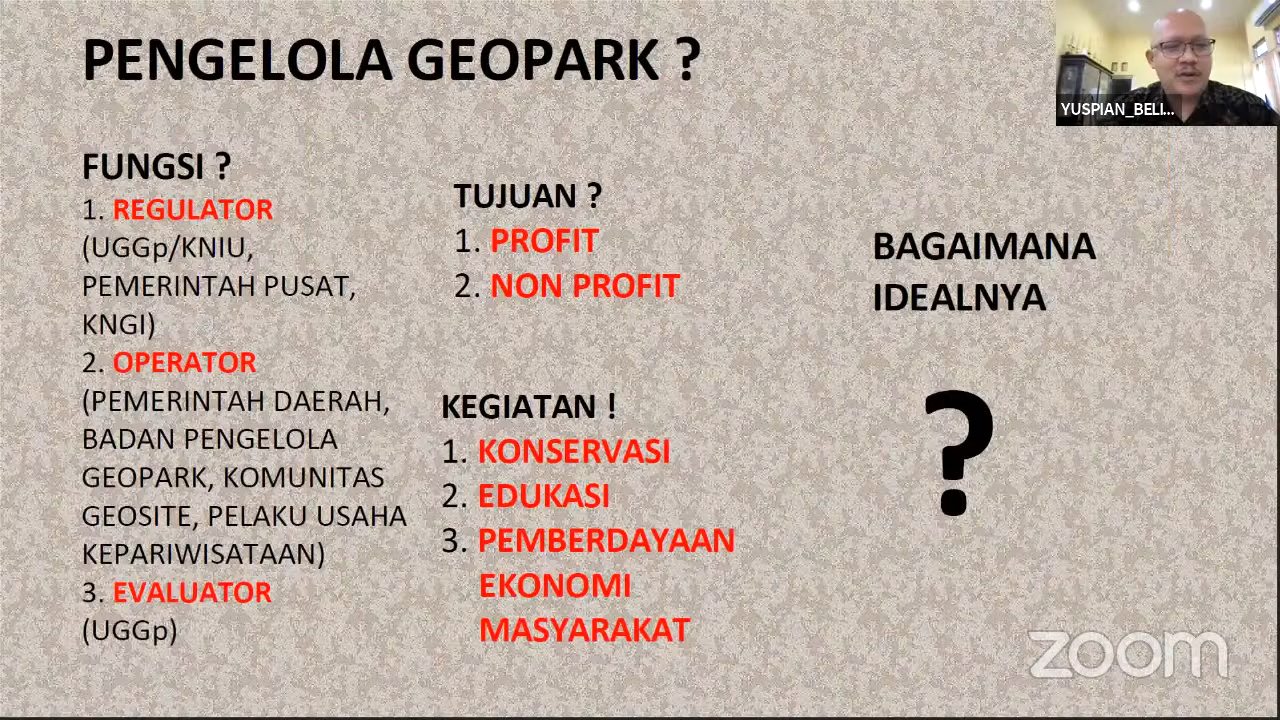 PENGELOLA GEOPARK ?
YUSPIAN_BELI...
FUNGSI ?
1. REGULATOR
(UGGp/KNIU,
PEMERINTAH PUSAT,
KNGI)
2. OPERATOR
(PEMERINTAH DAERAH,
BADAN PENGELOLA
GEOPARK, KOMUNITAS
GEOSITE, PELAKU USAHA
KEPARIWISATAAN)
3. EVALUATOR
(UGGp)
TUJUAN ?
1. PROFIT
2. NON PROFIT
KEGIATAN !
1. KONSERVASI
2. EDUKASI
3. PEMBERDAYAAN
EKONOMI
MASYARAKAT
BAGAIMANA
IDEALNYA
?
zoom